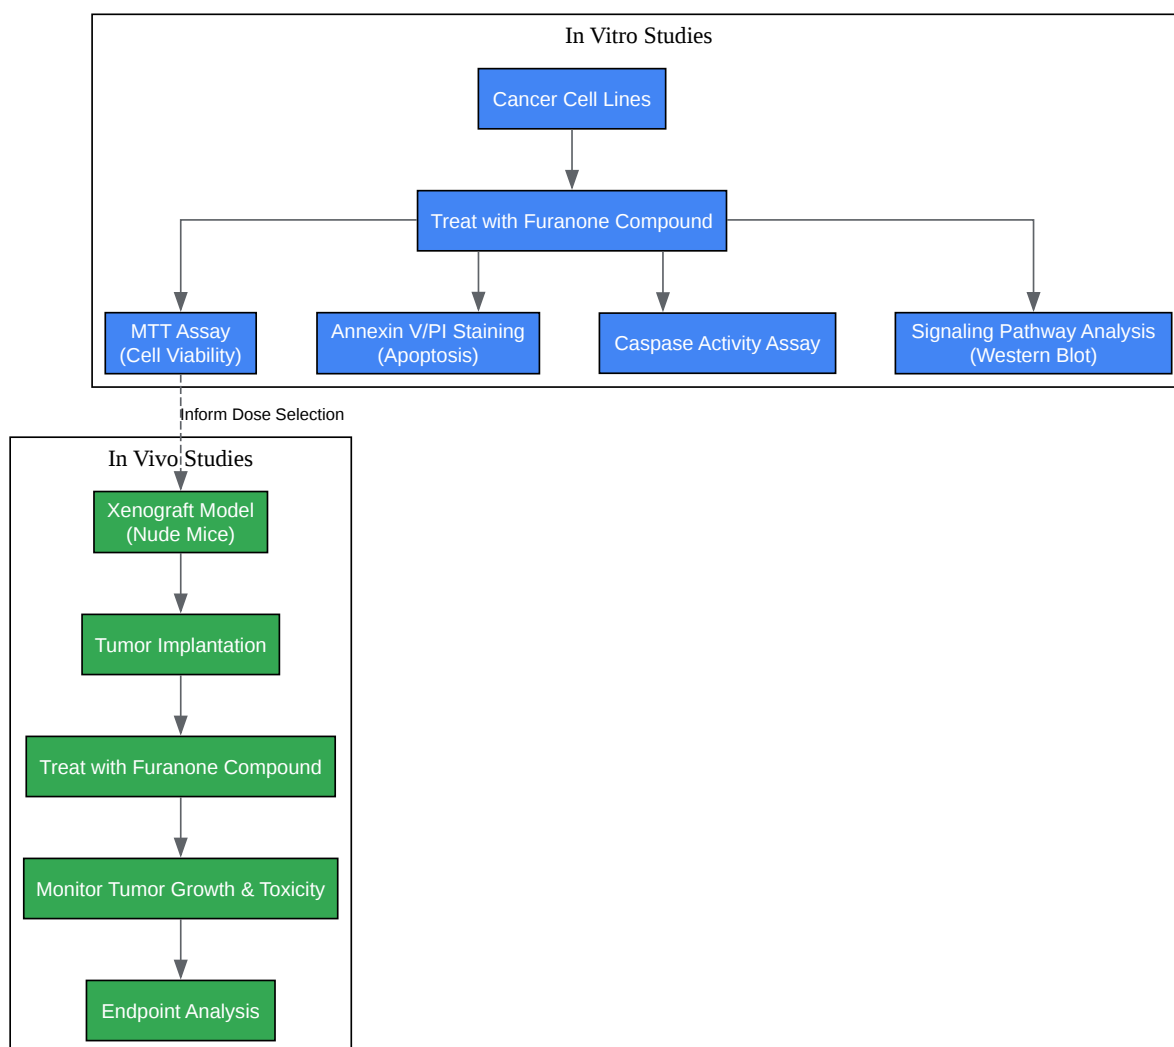 In Vitro Studies
Cancer Cell Lines
Treat with Furanone Compound
MTT Assay
(Cell Viability)
Annexin V/PI Staining
(Apoptosis)
Caspase Activity Assay
Signaling Pathway Analysis
(Western Blot)
Inform Dose Selection
In Vivo Studies
Xenograft Model
(Nude Mice)
Tumor Implantation
Treat with Furanone Compound
Monitor Tumor Growth & Toxicity
Endpoint Analysis